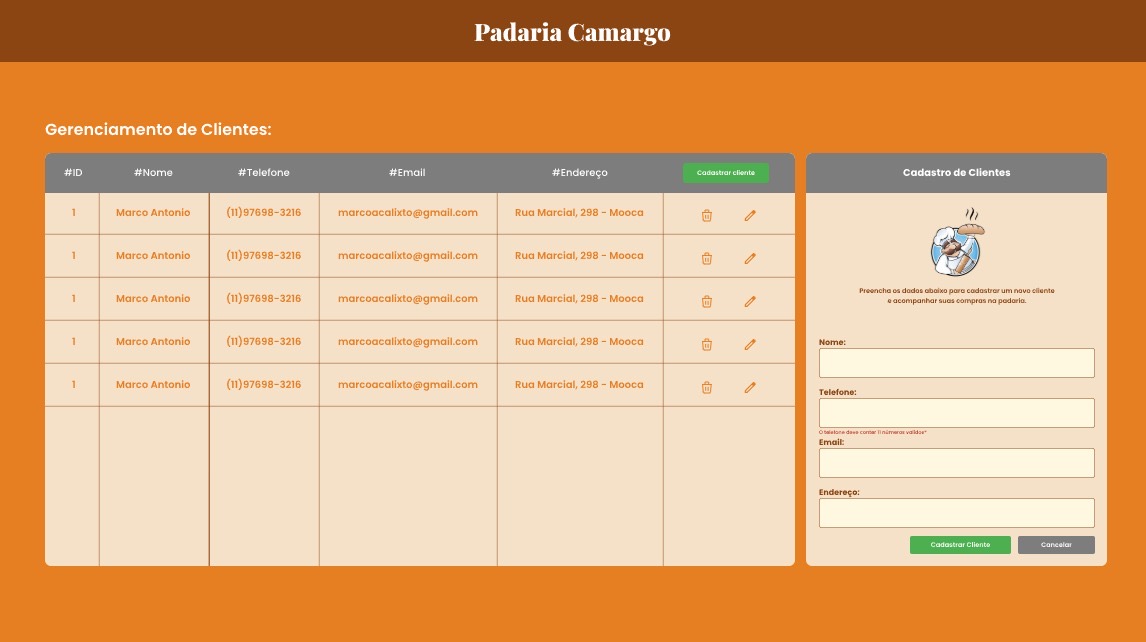 Padaria Camargo
Gerenciamento de Clientes:
#ID #Nome #Telefone #Email #Endereço Cadastrar cliente
1 Marco Antonio (11)97698-3216 marcoacalixto@gmail.com Rua Marcial, 298 - Mooca
1 Marco Antonio (11)97698-3216 marcoacalixto@gmail.com Rua Marcial, 298 - Mooca
1 Marco Antonio (11)97698-3216 marcoacalixto@gmail.com Rua Marcial, 298 - Mooca
1 Marco Antonio (11)97698-3216 marcoacalixto@gmail.com Rua Marcial, 298 - Mooca
1 Marco Antonio (11)97698-3216 marcoacalixto@gmail.com Rua Marcial, 298 - Mooca
Cadastro de Clientes
Preencha os dados abaixo para cadastrar um novo cliente
e acompanhar suas compras na padaria.
Nome:
Telefone:
O telefone deve conter 11 números validos*
Email:
Endereço:
Cadastrar Cliente Cancelar